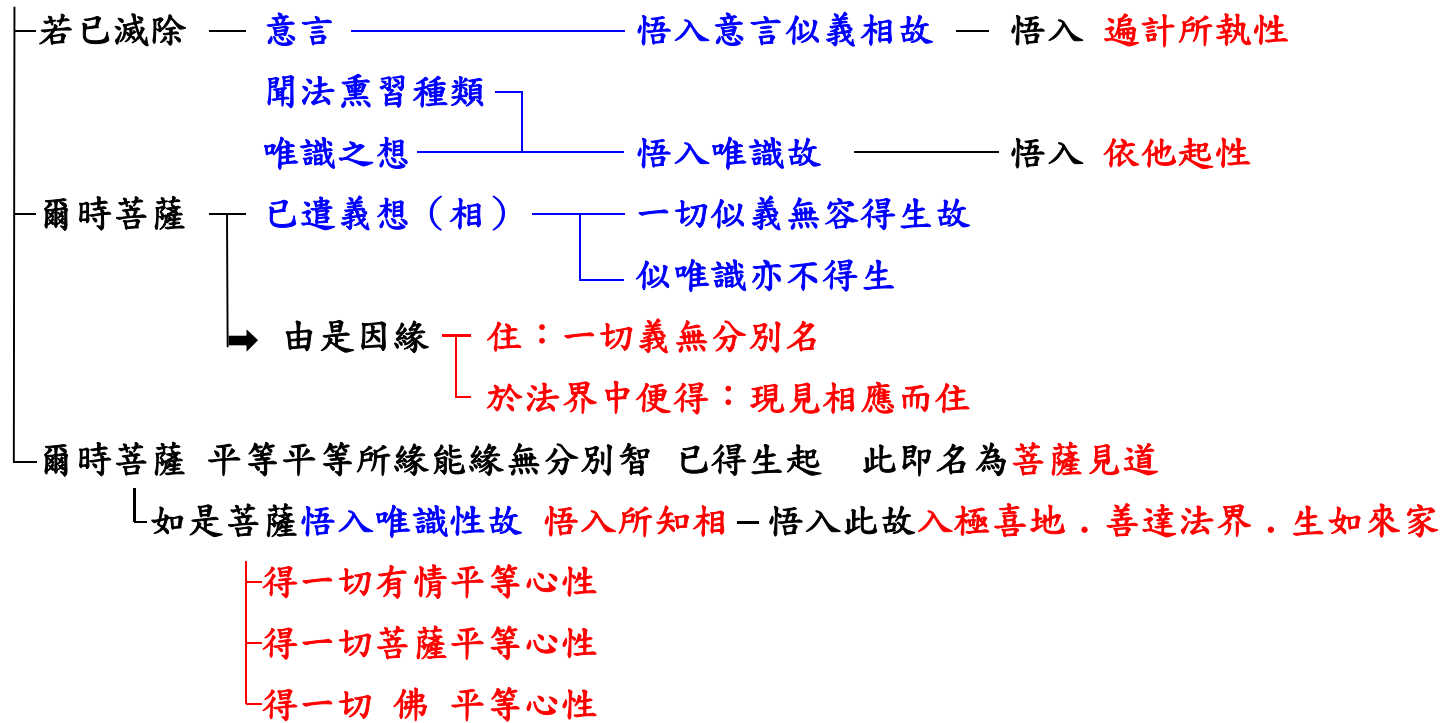 若已滅除 意言 悟入意言似義相故 悟入 遍計所執性
聞法熏習種類
唯識之想 悟入唯識故 悟入 依他起性
爾時菩薩 已遣義想（相） 一切似義無容得生故
似唯識亦不得生
由是因緣 住：一切義無分別名
於法界中便得：現見相應而住
爾時菩薩 平等平等所緣能緣無分別智 已得生起 此即名為菩薩見道
如是菩薩悟入唯識性故 悟入所知相 悟入此故入極喜地．善達法界．生如來家
得一切有情平等心性
得一切菩薩平等心性
得一切 佛 平等心性